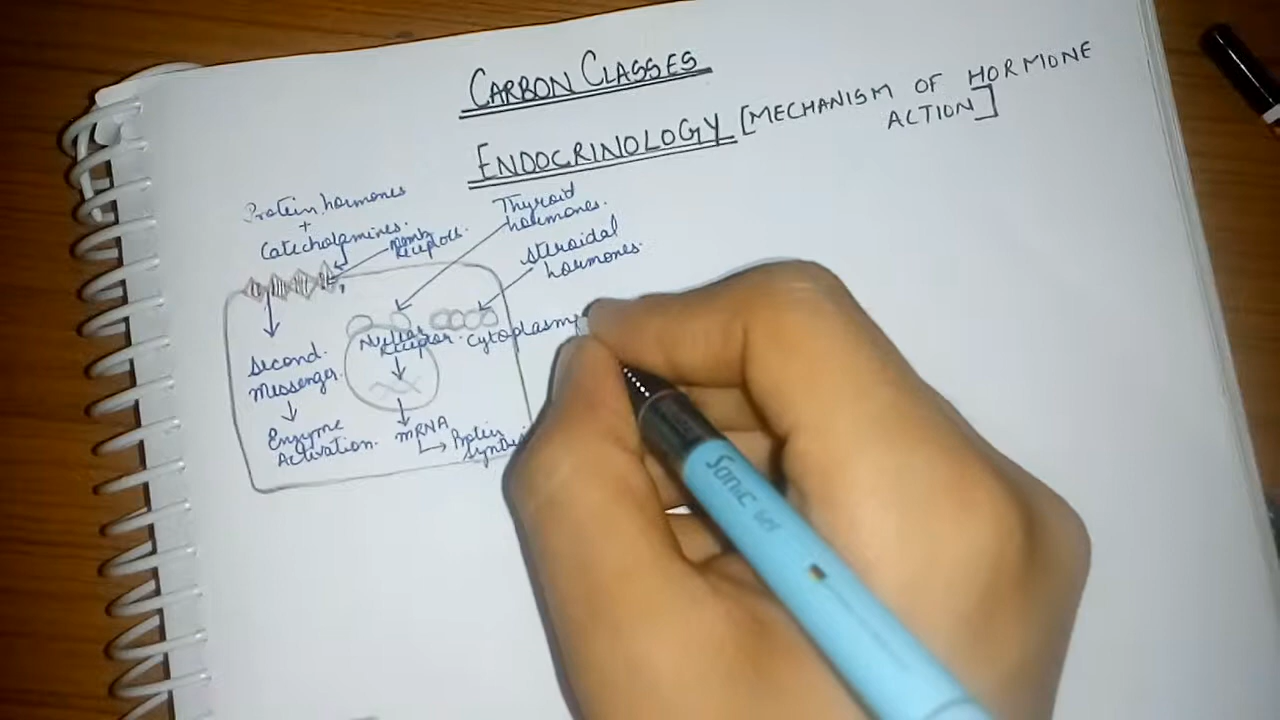 CARBON CLASSES
ENDOCRINOLOGY [MECHANISM OF HORMONE
ACTION]
Protein hormones
+
Catecholamines.
Thyroid
hormones.
steroidal
hormones.
Nuclear
receptor.
cytoplasm
Second
Messenger.
Enzyme
Activation.
mRNA
Protein
Sonic gel